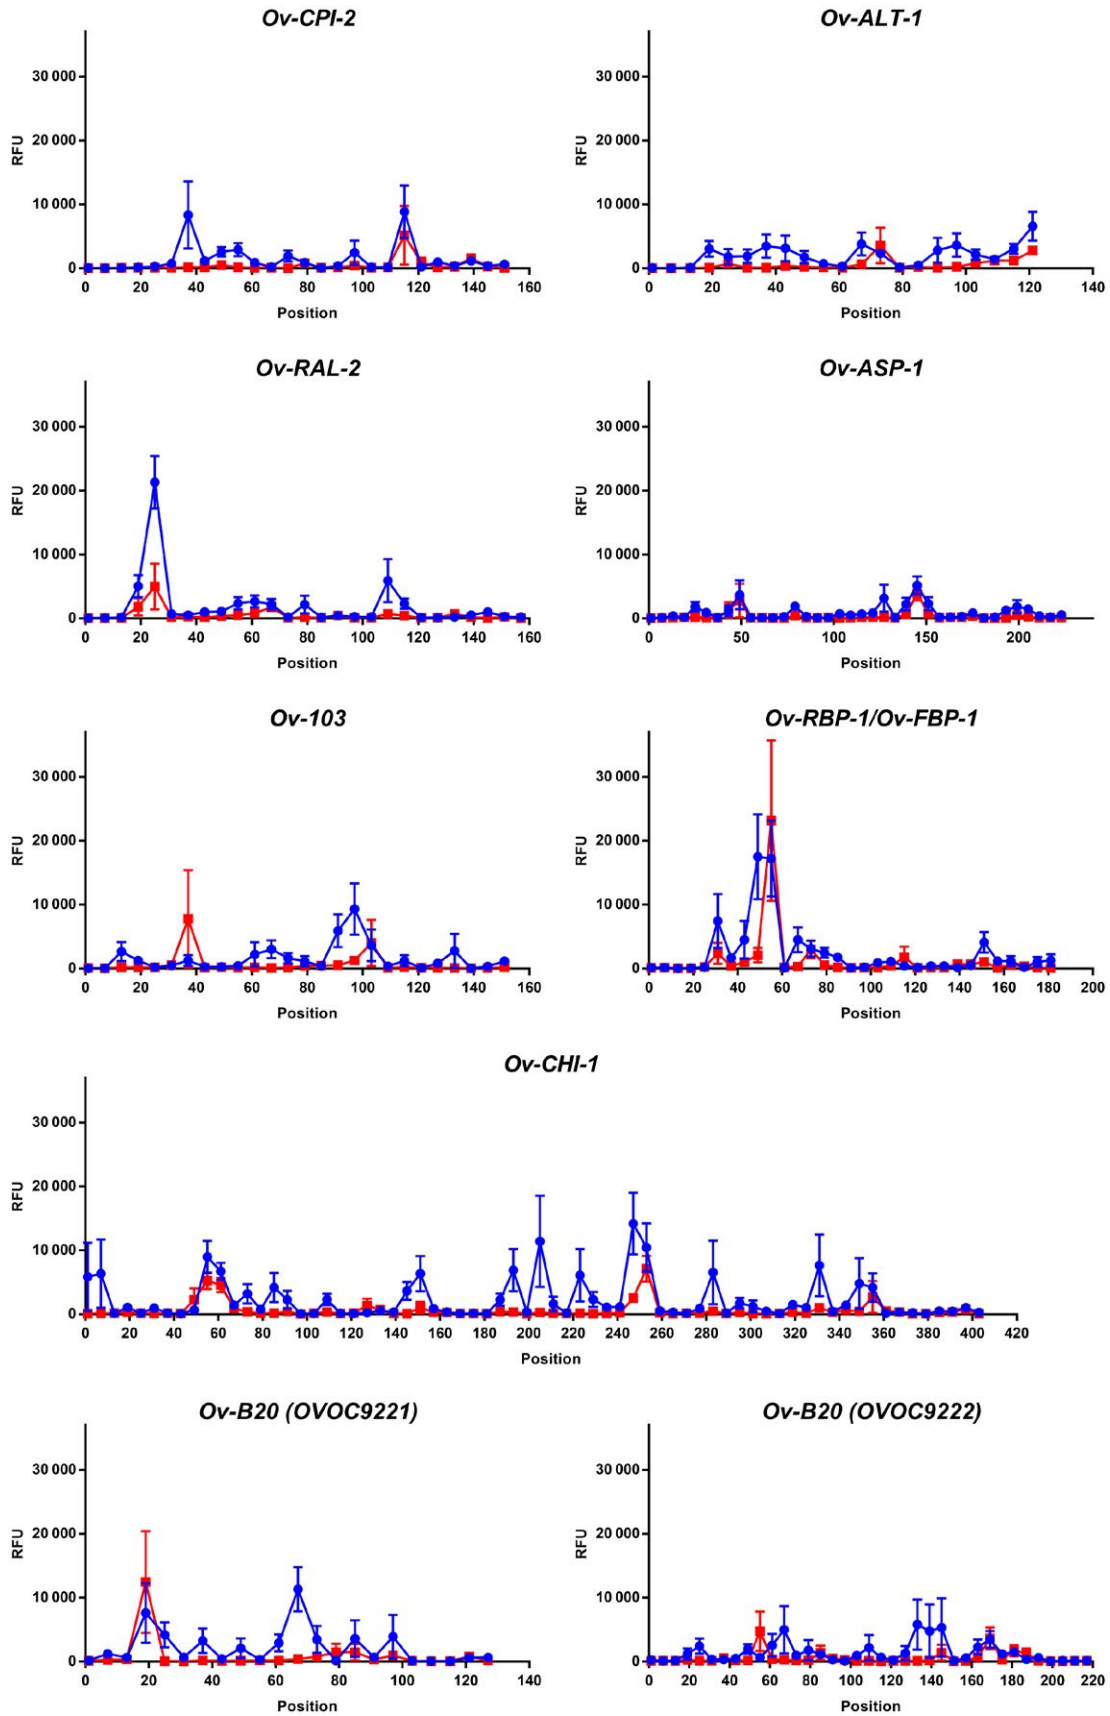 Ov-CPI-2
30 000
20 000
10 000
0
RFU
0 20 40 60 80 100 120 140 160
Position
Ov-ALT-1
30 000
20 000
10 000
0
RFU
0 20 40 60 80 100 120 140
Position
Ov-RAL-2
30 000
20 000
10 000
0
RFU
0 20 40 60 80 100 120 140 160
Position
Ov-ASP-1
30 000
20 000
10 000
0
RFU
0 50 100 150 200
Position
Ov-103
30 000
20 000
10 000
0
RFU
0 20 40 60 80 100 120 140 160
Position
Ov-RBP-1/Ov-FBP-1
30 000
20 000
10 000
0
RFU
0 20 40 60 80 100 120 140 160 180 200
Position
Ov-CHI-1
30 000
20 000
10 000
0
RFU
0 20 40 60 80 100 120 140 160 180 200 220 240 260 280 300 320 340 360 380 400 420
Position
Ov-B20 (OVOC9221)
30 000
20 000
10 000
0
RFU
0 20 40 60 80 100 120 140
Position
Ov-B20 (OVOC9222)
30 000
20 000
10 000
0
RFU
0 20 40 60 80 100 120 140 160 180 200 220
Position